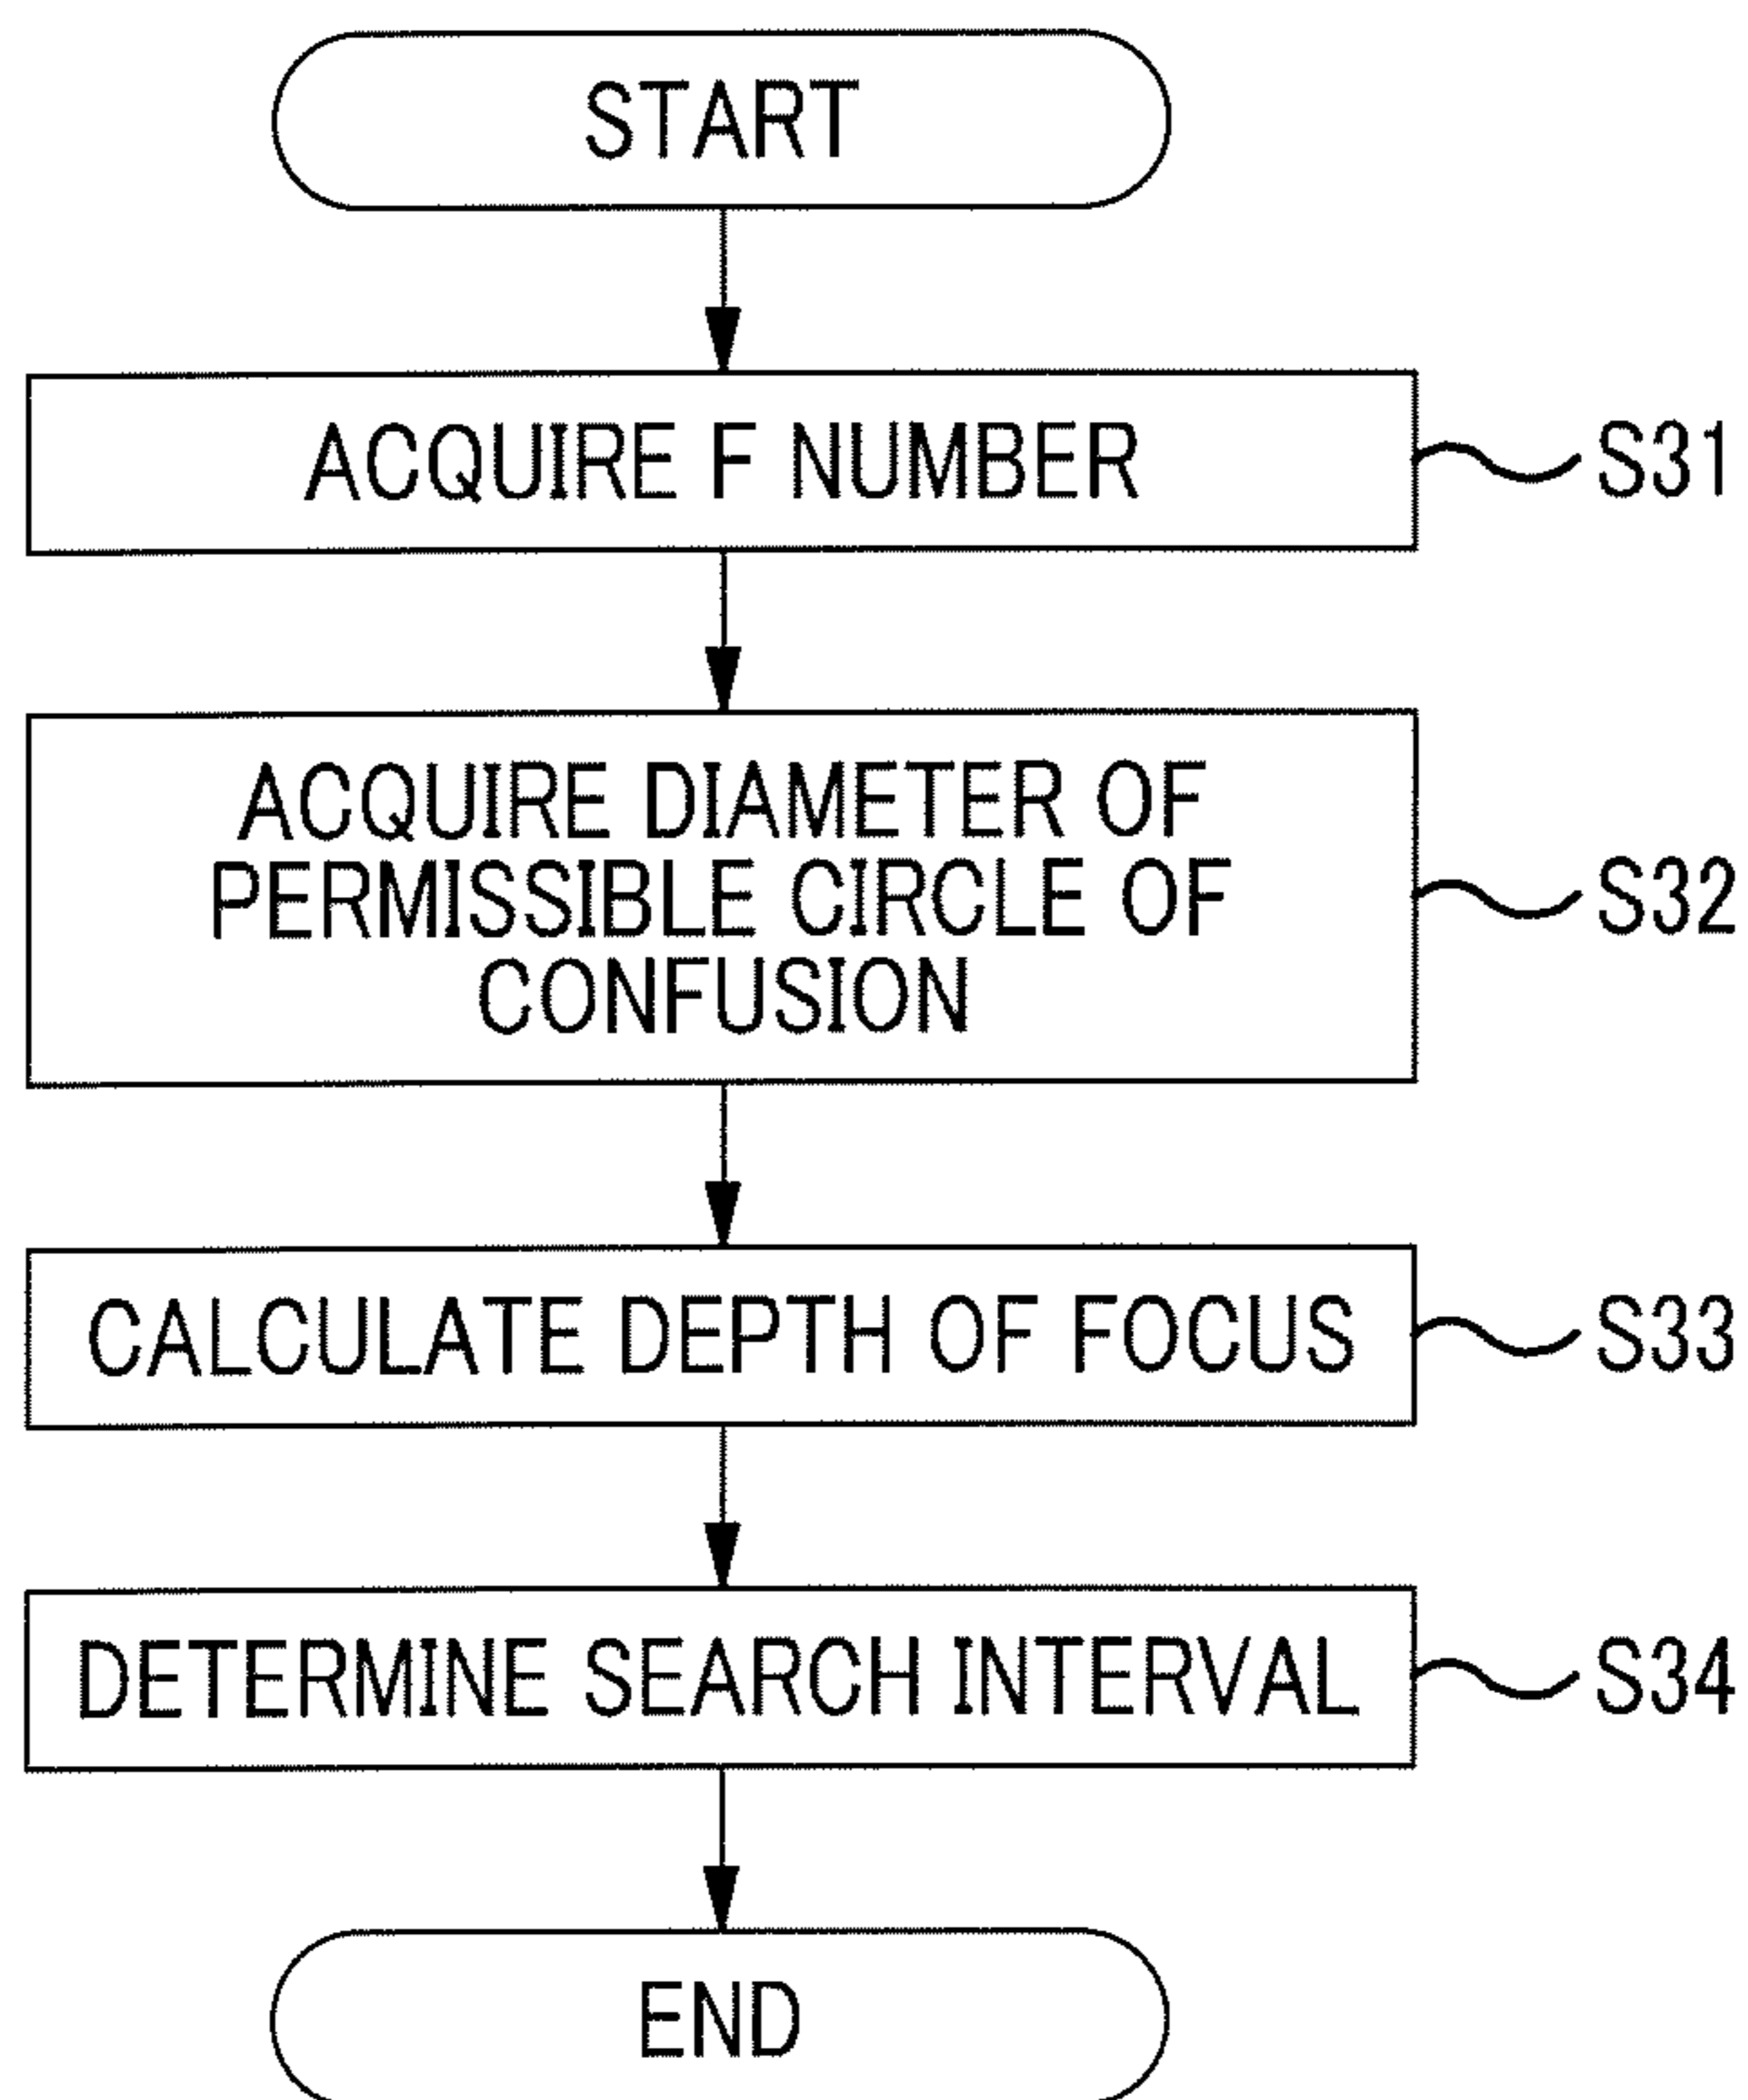 START
ACQUIRE F NUMBER
S31
ACQUIRE DIAMETER OF
PERMISSIBLE CIRCLE OF
CONFUSION
S32
CALCULATE DEPTH OF FOCUS
S33
DETERMINE SEARCH INTERVAL
S34
END